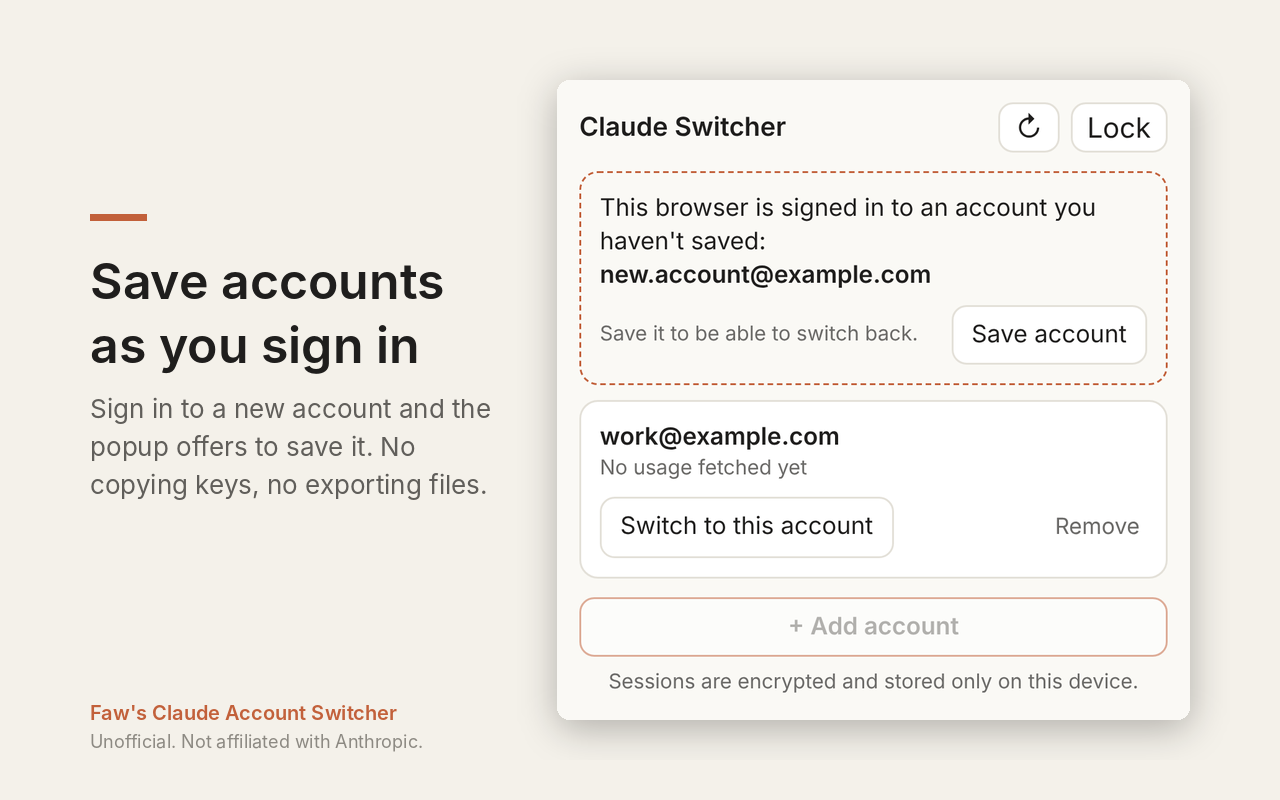 Save accounts
as you sign in
Sign in to a new account and the
popup offers to save it. No
copying keys, no exporting files.
Faw's Claude Account Switcher
Unofficial. Not affiliated with Anthropic.
Claude Switcher
Lock
This browser is signed in to an account you
haven't saved:
new.account@example.com
Save it to be able to switch back.
Save account
work@example.com
No usage fetched yet
Switch to this account
Remove
+ Add account
Sessions are encrypted and stored only on this device.